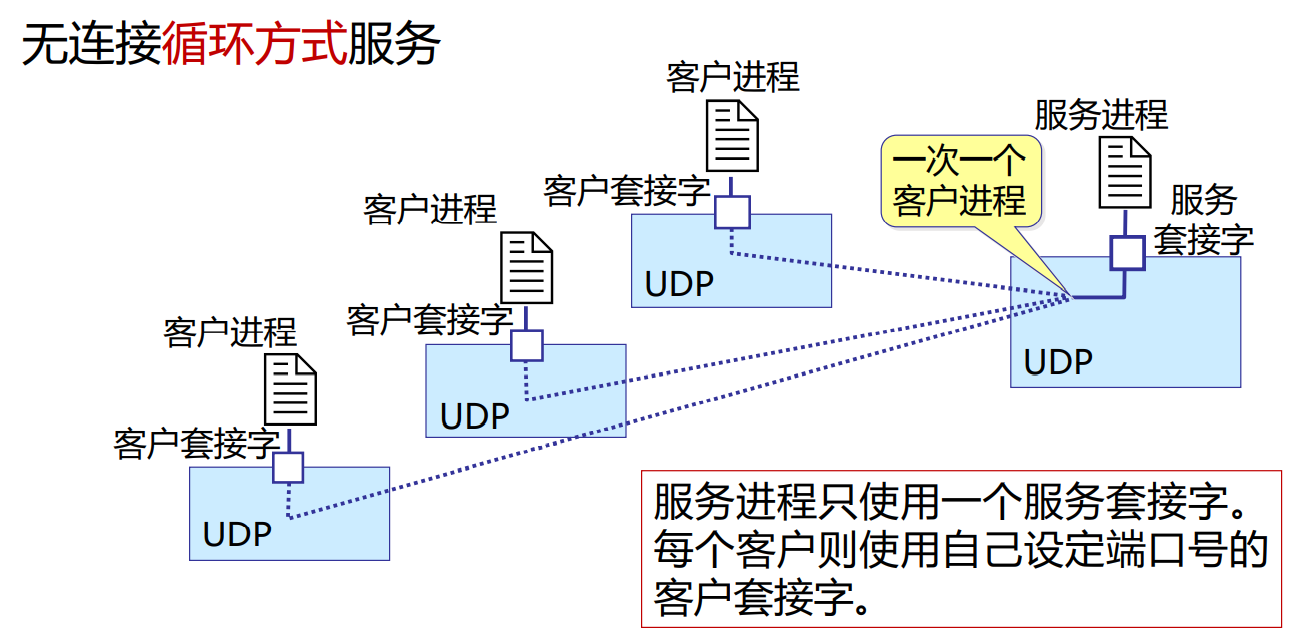 无连接循环方式服务
客户进程
服务进程
一次一个
客户进程
客户套接字
服务
套接字
客户进程
UDP
客户套接字
客户进程
UDP
UDP
客户套接字
UDP
服务进程只使用一个服务套接字。
每个客户则使用自己设定端口号的
客户套接字。